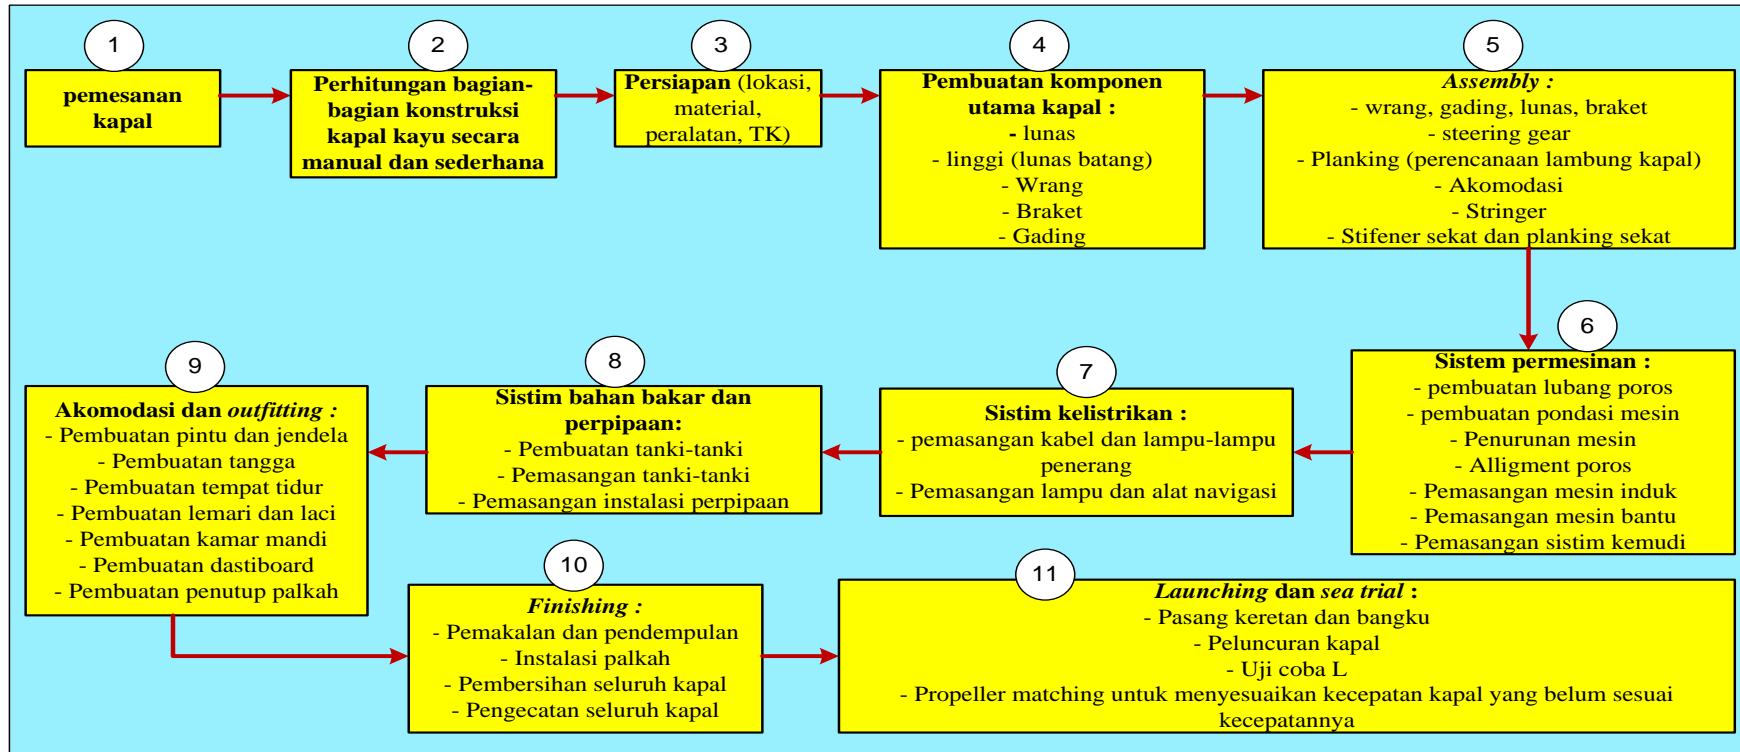 1
pemesanan
kapal
2
Perhitungan bagian-
bagian konstruksi
kapal kayu secara
manual dan sederhana
3
Persiapan (lokasi,
material,
peralatan, TK)
4
Pembuatan komponen
utama kapal :
- lunas
- linggi (lunas batang)
- Wrang
- Braket
- Gading
5
Assembly :
- wrang, gading, lunas, braket
- steering gear
- Planking (perencanaan lambung kapal)
- Akomodasi
- Stringer
- Stifener sekat dan planking sekat
6
Sistem permesinan :
- pembuatan lubang poros
- pembuatan pondasi mesin
- Penurunan mesin
- Alligment poros
- Pemasangan mesin induk
- Pemasangan mesin bantu
- Pemasangan sistim kemudi
7
Sistim kelistrikan :
- pemasangan kabel dan lampu-lampu
penerang
- Pemasangan lampu dan alat navigasi
8
Sistim bahan bakar dan
perpipaan:
- Pembuatan tanki-tanki
- Pemasangan tanki-tanki
- Pemasangan instalasi perpipaan
9
Akomodasi dan outfitting :
- Pembuatan pintu dan jendela
- Pembuatan tangga
- Pembuatan tempat tidur
- Pembuatan lemari dan laci
- Pembuatan kamar mandi
- Pembuatan dastiboard
- Pembuatan penutup palkah
10
Finishing :
- Pemakalan dan pendempulan
- Instalasi palkah
- Pembersihan seluruh kapal
- Pengecatan seluruh kapal
11
Launching dan sea trial :
- Pasang keretan dan bangku
- Peluncuran kapal
- Uji coba L
- Propeller matching untuk menyesuaikan kecepatan kapal yang belum sesuai
kecepatannya